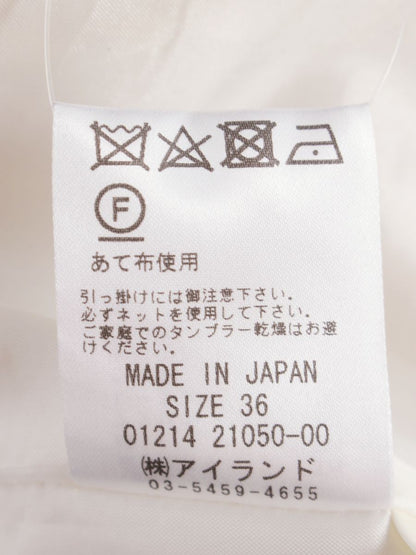 F
あて布使用
引っ掛けには御注意下さい。
必ずネットを使用して下さい。
ご家庭でのタンブラー乾燥はお避
けください。
MADE IN JAPAN
SIZE 36
01214 21050-00
㈱アイランド
03-5459-4655